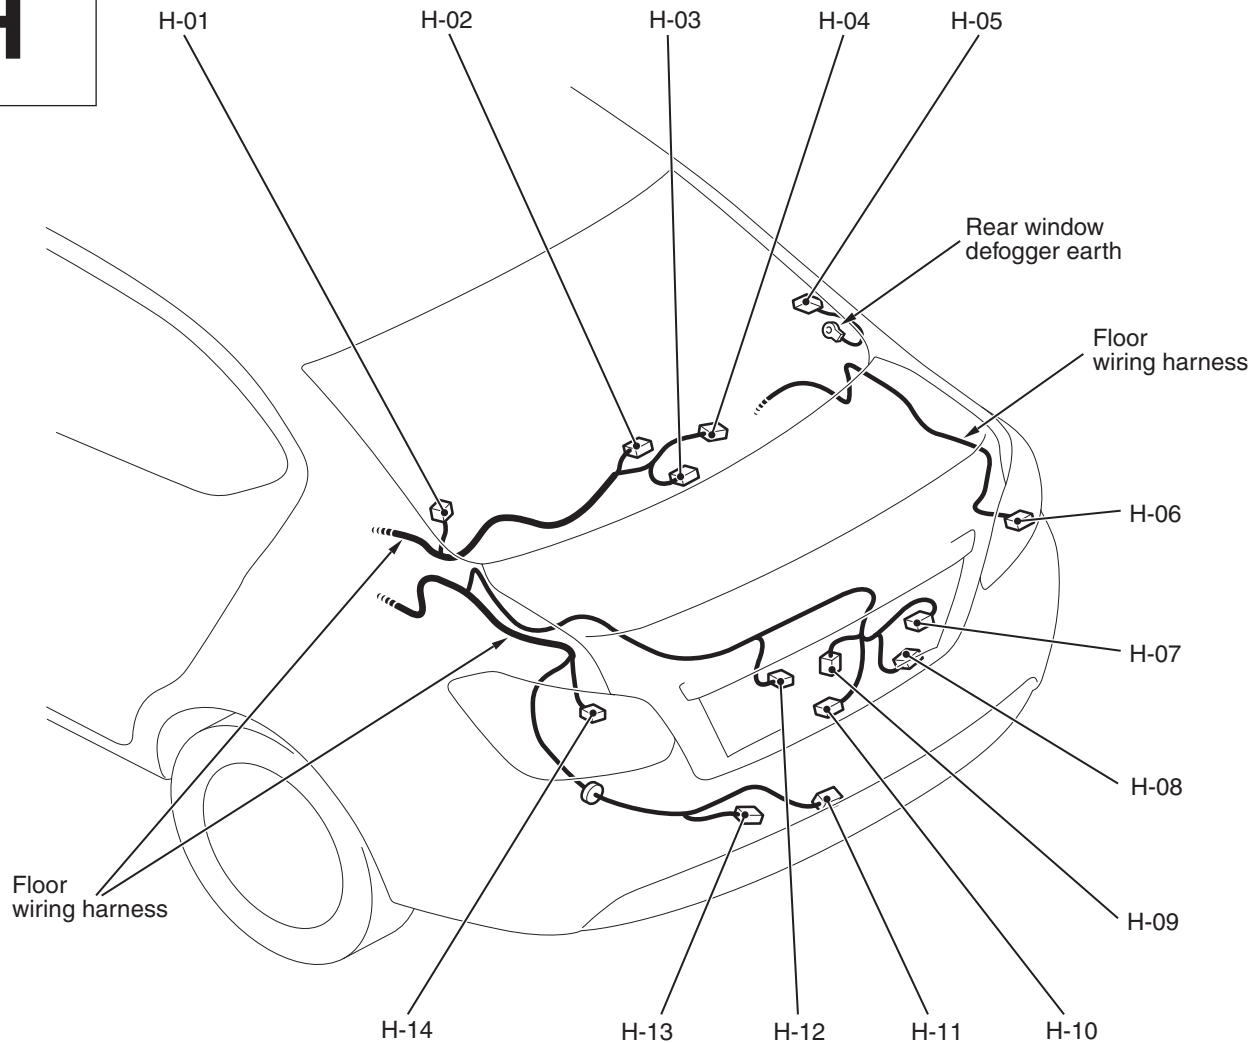 H
H-01
H-02
H-03
H-04
H-05
Rear window
defogger earth
Floor
wiring harness
H-06
H-07
H-08
Floor
wiring harness
H-09
H-14
H-13
H-12
H-11
H-10